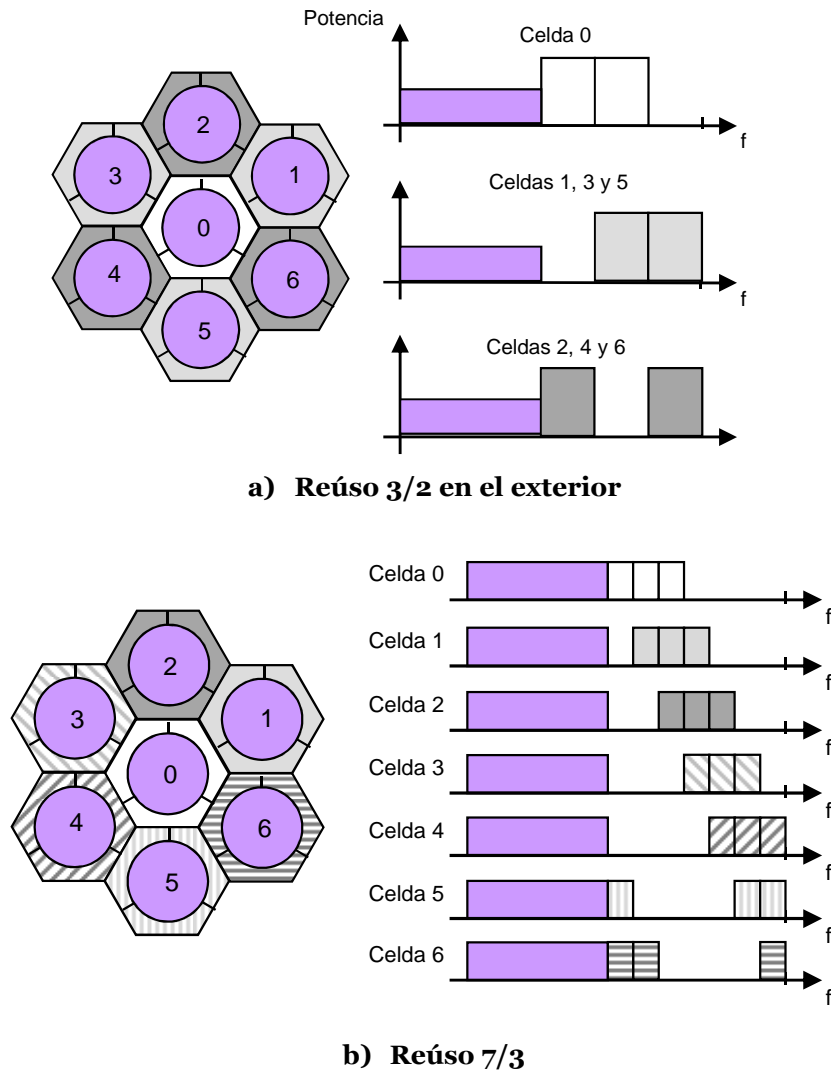 Potencia
Celda 0
f
Celdas 1, 3 y 5
f
Celdas 2, 4 y 6
2
3
1
0
4
6
5
a) Reúso 3/2 en el exterior
Celda 0
f
Celda 1
f
Celda 2
f
Celda 3
f
Celda 4
f
Celda 5
f
Celda 6
f
2
3
1
0
4
6
5
b) Reúso 7/3